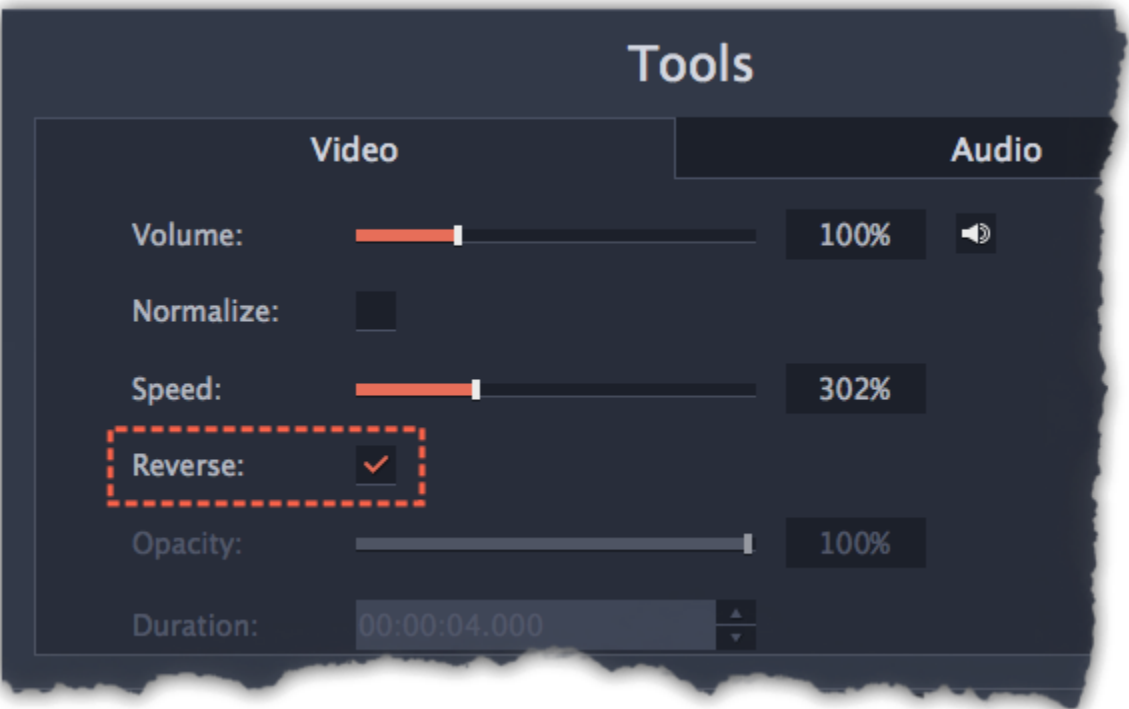 Tools
Video Audio
Volume: 100%
Normalize:
Speed: 302%
Reverse:
Opacity: 100%
Duration: 00:00:04.000